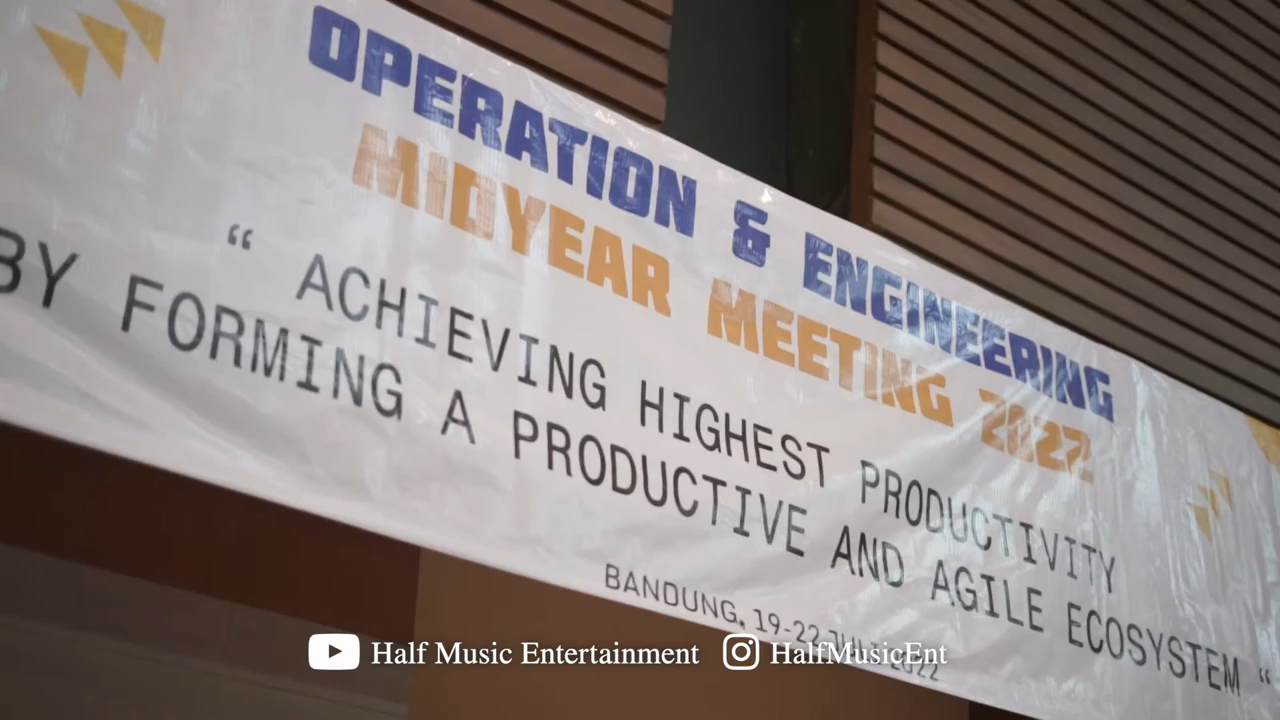 OPERATION & ENGINEERING
MIDYEAR MEETING 2022
“ ACHIEVING HIGHEST PRODUCTIVITY
BY FORMING A PRODUCTIVE AND AGILE ECOSYSTEM “
BANDUNG, 19-22 JULI 2022
Half Music Entertainment HalfMusicEnt